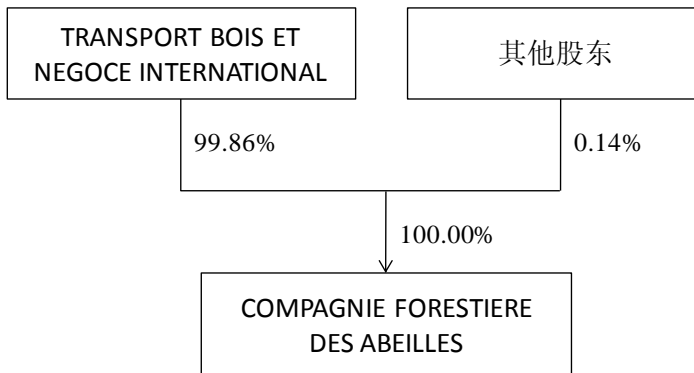 TRANSPORT BOIS ET
NEGOCE INTERNATIONAL
其他股东
99.86%
0.14%
100.00%
COMPAGNIE FORESTIERE
DES ABEILLES